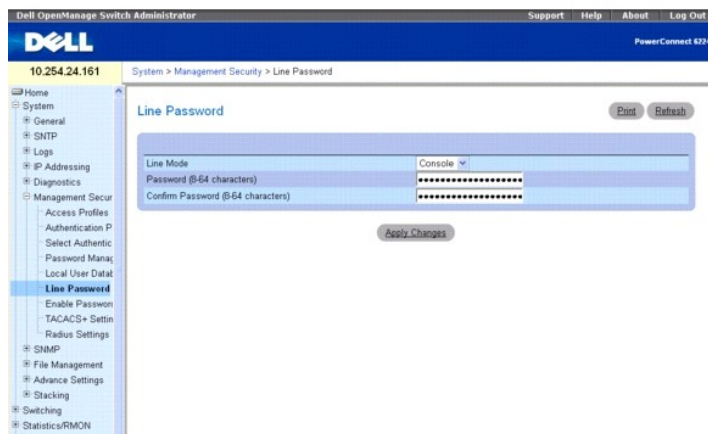 Dell OpenManage Switch Administrator
Support Help About Log Out
DELL
PowerConnect 6224
10.254.24.161
System > Management Security > Line Password
Home
System
General
SNTP
Logs
IP Addressing
Diagnostics
Management Secur
Access Profiles
Authentication P
Select Authentic
Password Manag
Local User Datab
Line Password
Enable Passwor
TACACS+ Settin
Radius Settings
SNMP
File Management
Advance Settings
Stacking
Switching
Statistics/RMON
Line Password
Print Refresh
Line Mode Console
Password (8-64 characters) ••••••••••••••••••••
Confirm Password (8-64 characters) ••••••••••••••••••••
Apply Changes